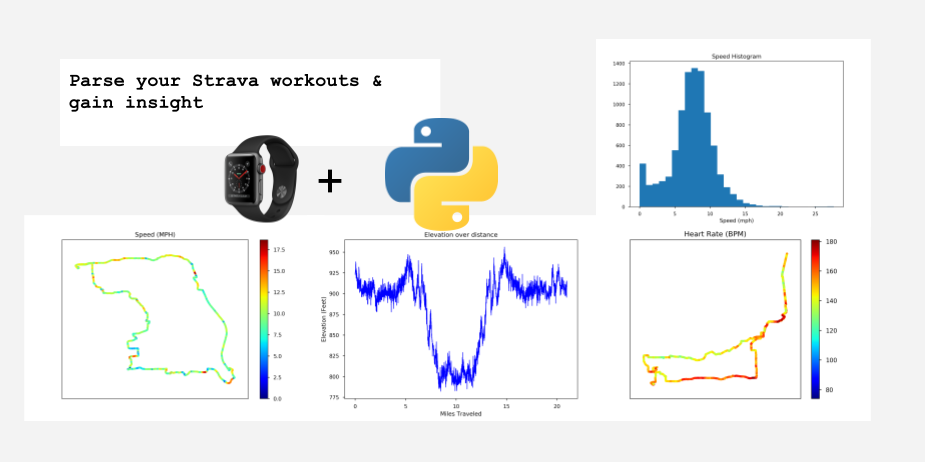 Parse your Strava workouts &
gain insight
+
Speed Histogram
1400
1200
1000
800
600
400
200
0
0 5 10 15 20 25
Speed (mph)
Speed (MPH)
17.5
15.0
12.5
10.0
7.5
5.0
2.5
0.0
Elevation over distance
Elevation (Feet)
950
925
900
875
850
825
800
775
0 5 10 15 20
Miles Traveled
Heart Rate (BPM)
180
160
140
120
100
80